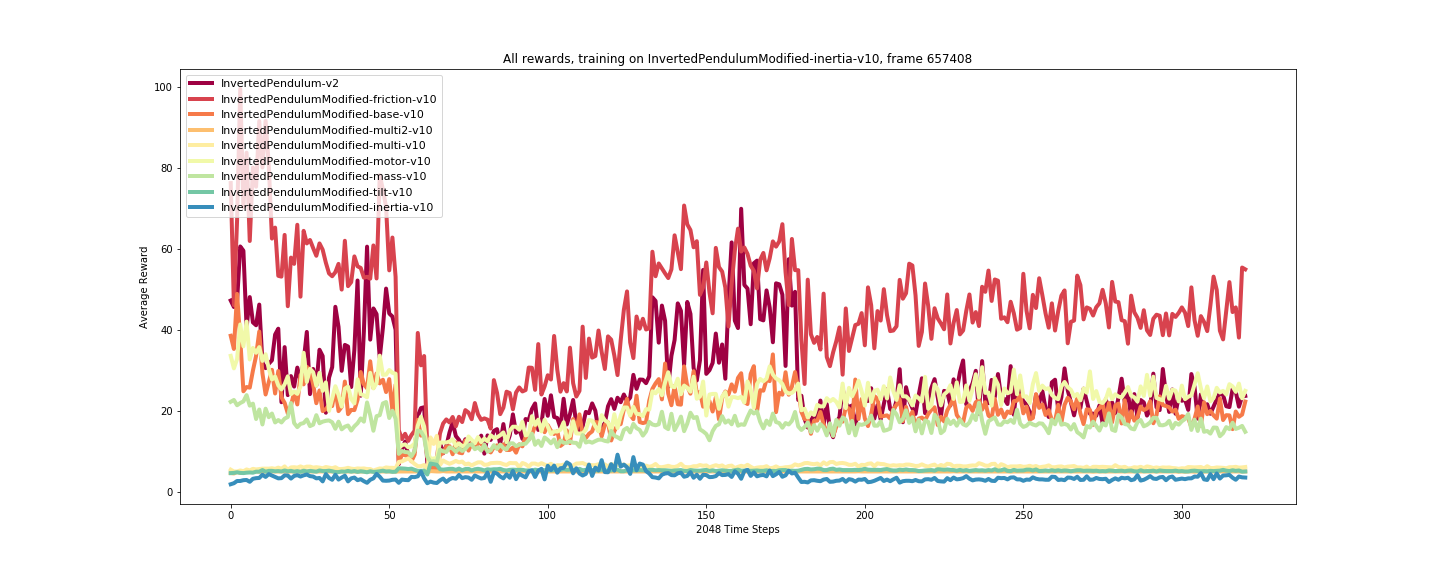 All rewards, training on InvertedPendulumModified-inertia-v10, frame 657408
InvertedPendulum-v2
InvertedPendulumModified-friction-v10
InvertedPendulumModified-base-v10
InvertedPendulumModified-multi2-v10
InvertedPendulumModified-multi-v10
InvertedPendulumModified-motor-v10
InvertedPendulumModified-mass-v10
InvertedPendulumModified-tilt-v10
InvertedPendulumModified-inertia-v10
Average Reward
100
80
60
40
20
0
0 50 100 150 200 250 300
2048 Time Steps